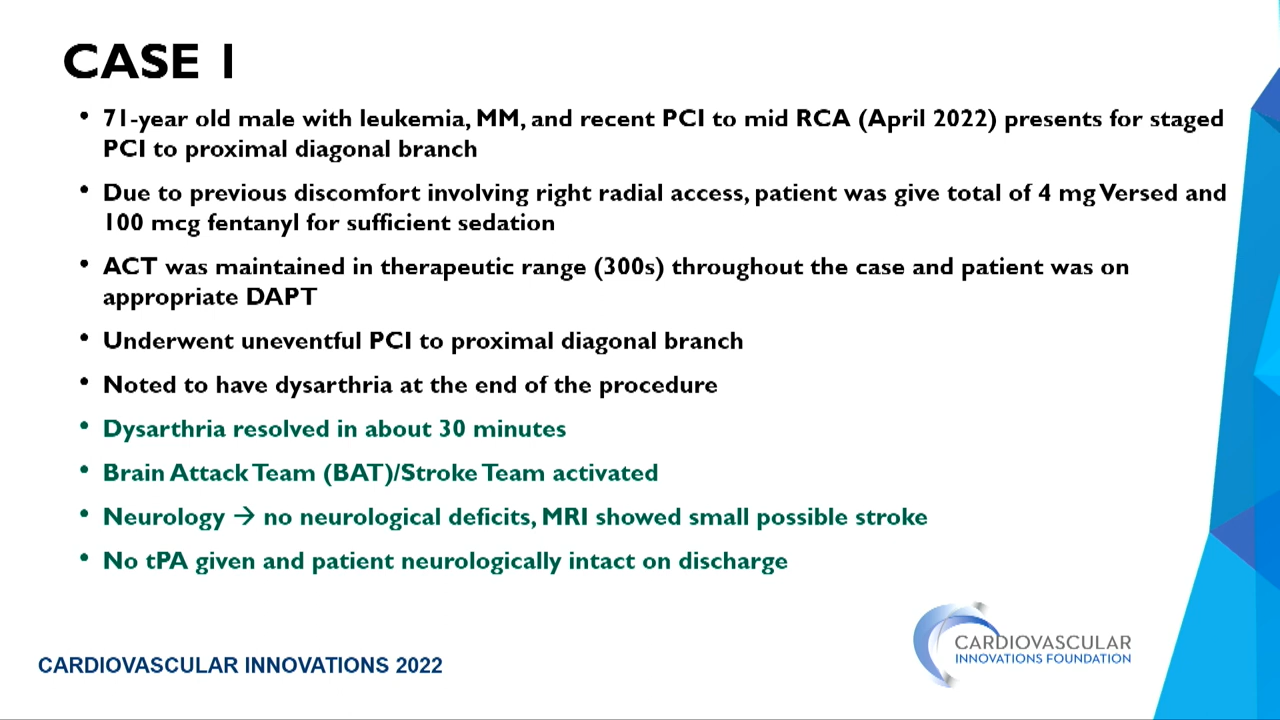 CASE 1
• 71-year old male with leukemia, MM, and recent PCI to mid RCA (April 2022) presents for staged
PCI to proximal diagonal branch
• Due to previous discomfort involving right radial access, patient was give total of 4 mg Versed and
100 mcg fentanyl for sufficient sedation
• ACT was maintained in therapeutic range (300s) throughout the case and patient was on
appropriate DAPT
• Underwent uneventful PCI to proximal diagonal branch
• Noted to have dysarthria at the end of the procedure
• Dysarthria resolved in about 30 minutes
• Brain Attack Team (BAT)/Stroke Team activated
• Neurology → no neurological deficits, MRI showed small possible stroke
• No tPA given and patient neurologically intact on discharge
CARDIOVASCULAR
INNOVATIONS FOUNDATION
CARDIOVASCULAR INNOVATIONS 2022